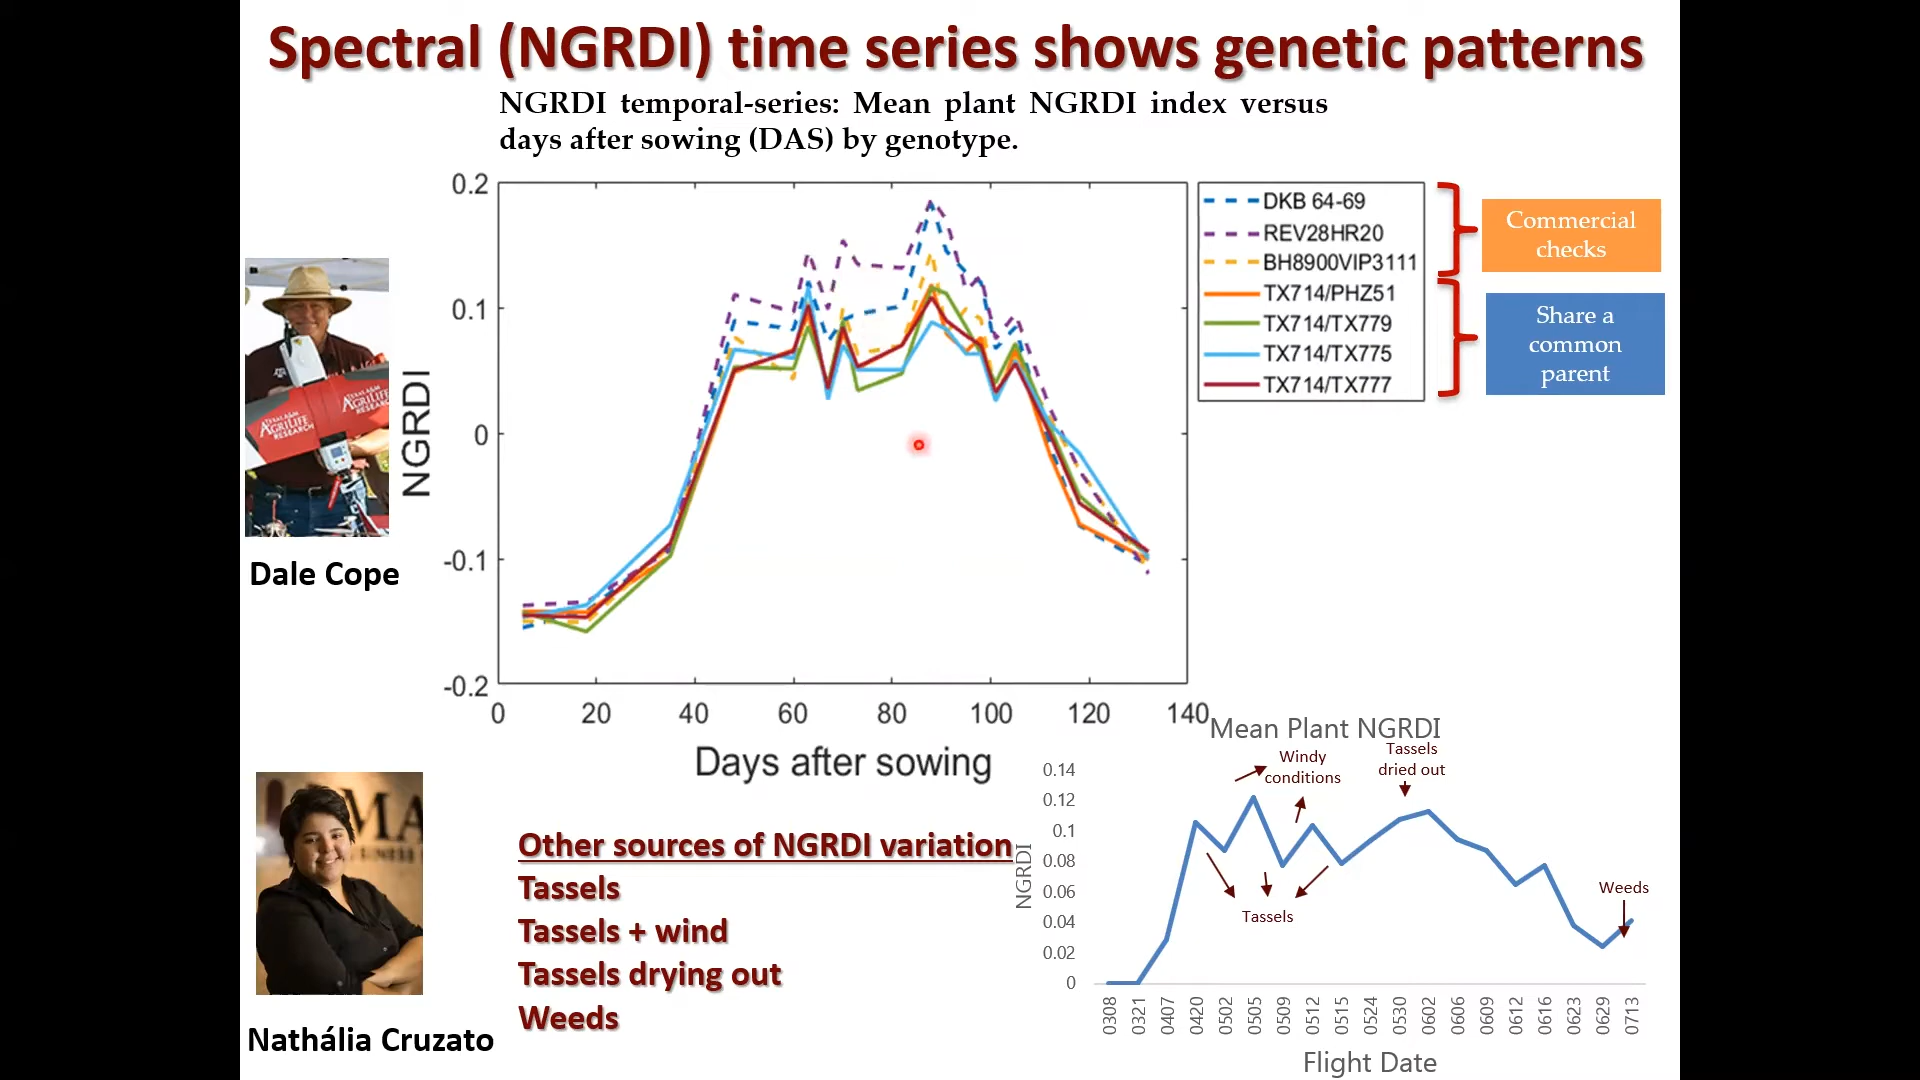 Spectral (NGRDI) time series shows genetic patterns
NGRDI temporal-series: Mean plant NGRDI index versus
days after sowing (DAS) by genotype.
0.2
0.1
0
-0.1
-0.2
NGRDI
0 20 40 60 80 100 120 140
Days after sowing
DKB 64-69
REV28HR20
BH8900VIP3111
TX714/PHZ51
TX714/TX779
TX714/TX775
TX714/TX777
Commercial
checks
Share a
common
parent
TEXAS A&M
AGRILIFE
RESEARCH
Dale Cope
Nathália Cruzato
Other sources of NGRDI variation
Tassels
Tassels + wind
Tassels drying out
Weeds
Mean Plant NGRDI
Windy
conditions
Tassels
dried out
Tassels
Weeds
NGRDI
0.14
0.12
0.1
0.08
0.06
0.04
0.02
0
0308 0321 0407 0420 0502 0505 0509 0512 0515 0524 0530 0602 0606 0609 0612 0616 0623 0629 0713
Flight Date